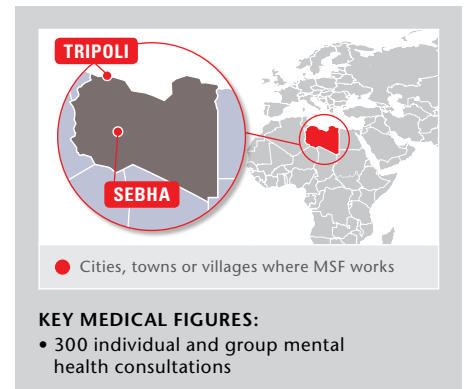 TRIPOLI
SEBHA
Cities, towns or villages where MSF works
KEY MEDICAL FIGURES:
• 300 individual and group mental
health consultations